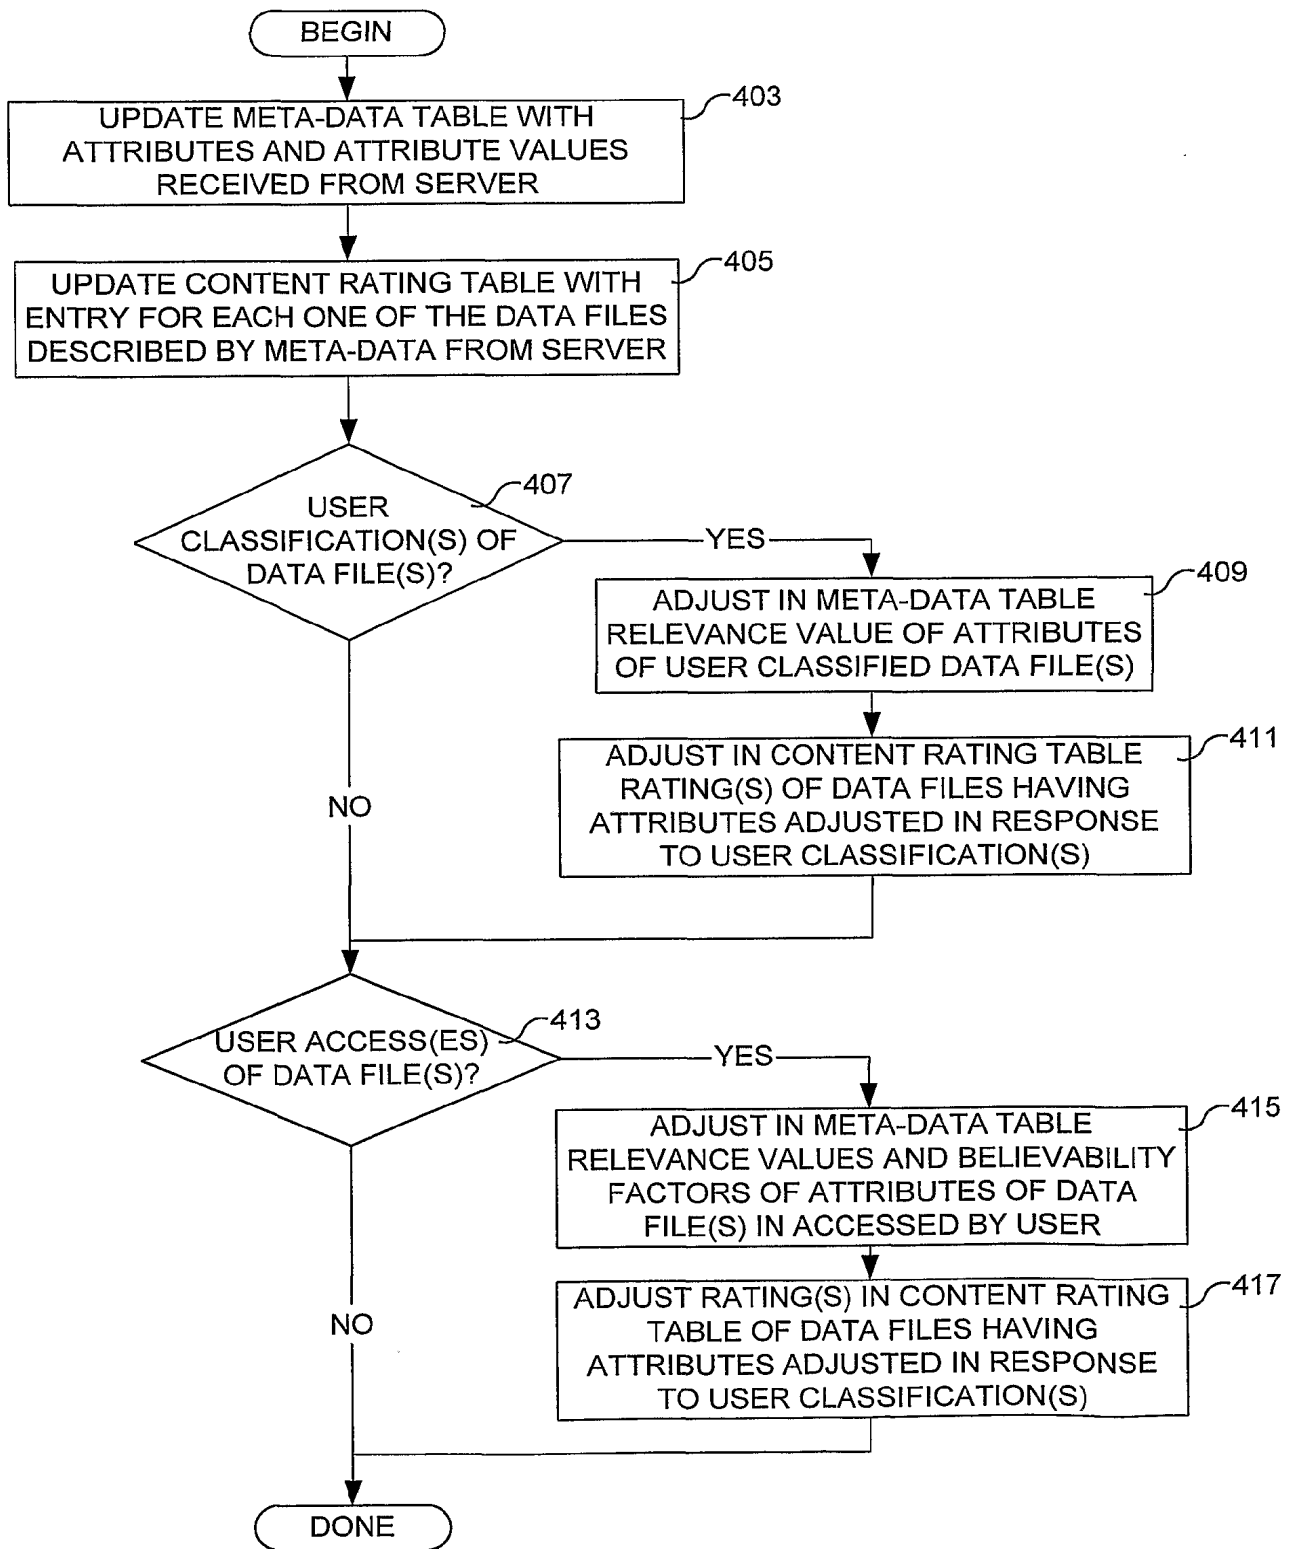 BEGIN
403
UPDATE META-DATA TABLE WITH
ATTRIBUTES AND ATTRIBUTE VALUES
RECEIVED FROM SERVER
405
UPDATE CONTENT RATING TABLE WITH
ENTRY FOR EACH ONE OF THE DATA FILES
DESCRIBED BY META-DATA FROM SERVER
407
USER
CLASSIFICATION(S) OF
DATA FILE(S)?
YES
409
ADJUST IN META-DATA TABLE
RELEVANCE VALUE OF ATTRIBUTES
OF USER CLASSIFIED DATA FILE(S)
411
ADJUST IN CONTENT RATING TABLE
RATING(S) OF DATA FILES HAVING
ATTRIBUTES ADJUSTED IN RESPONSE
TO USER CLASSIFICATION(S)
NO
413
USER ACCESS(ES)
OF DATA FILE(S)?
YES
415
ADJUST IN META-DATA TABLE
RELEVANCE VALUES AND BELIEVABILITY
FACTORS OF ATTRIBUTES OF DATA
FILE(S) IN ACCESSED BY USER
417
ADJUST RATING(S) IN CONTENT RATING
TABLE OF DATA FILES HAVING
ATTRIBUTES ADJUSTED IN RESPONSE
TO USER CLASSIFICATION(S)
NO
DONE